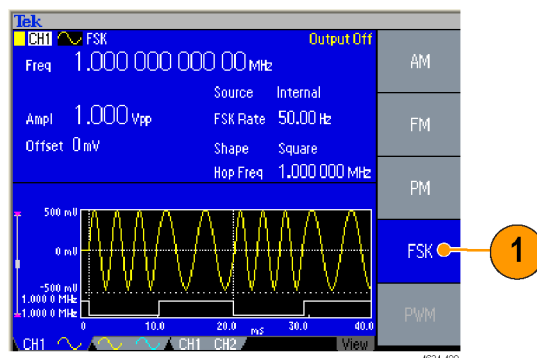 Tek
CH1 FSK Output Off
Freq 1.000 000 000 00 MHz
Source Internal
Ampl 1.000 Vpp FSK Rate 50.00 Hz
Offset 0 mV Shape Square
Hop Freq 1.000 000 MHz
500 mV
0 mV
-500 mV
1.000 0 MHz
1.000 0 MHz
0 10.0 20.0 ms 30.0 40.0
CH1 CH1 CH2 View
AM
FM
PM
FSK
1
PWM